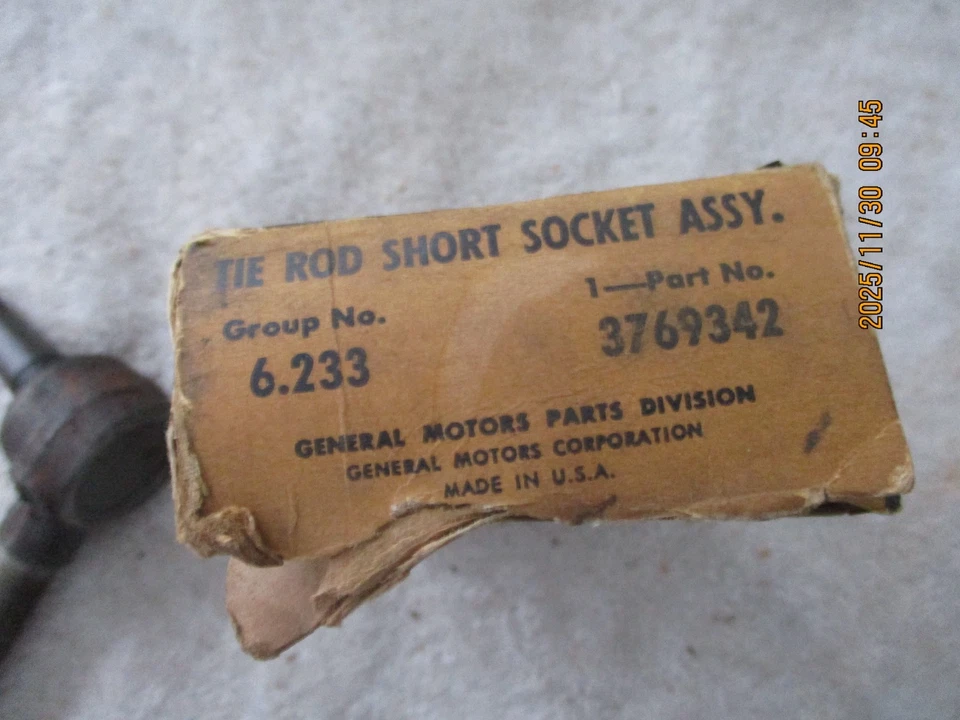 TIE ROD SHORT SOCKET ASSY.
Group No. 1—Part No.
6.233 3769342
GENERAL MOTORS PARTS DIVISION
GENERAL MOTORS CORPORATION
MADE IN U.S.A.
2025/11/30 09:45